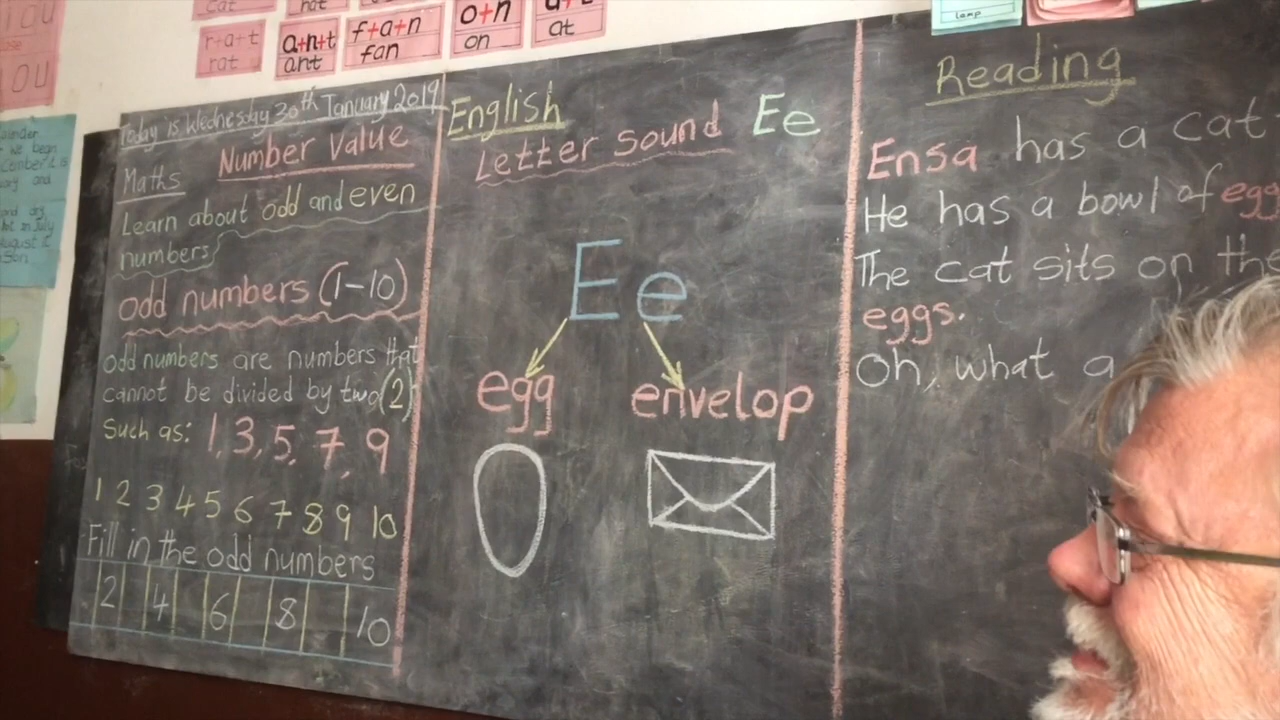 cat
hat
r+a+t
rat
a+n+t
ant
f+a+n
fan
o+n
on
at
lamp
Today is Wednesday 30th January 2019
Maths
Number Value
Learn about odd and even
numbers
odd numbers (1-10)
odd numbers are numbers that
cannot be divided by two (2)
Such as: 1, 3, 5, 7, 9
1 2 3 4 5 6 7 8 9 10
Fill in the odd numbers
2 4 6 8 10
English
Letter sound Ee
Ee
egg
envelop
Reading
Ensa has a cat
He has a bowl of egg
The cat sits on the
eggs.
Oh, what a